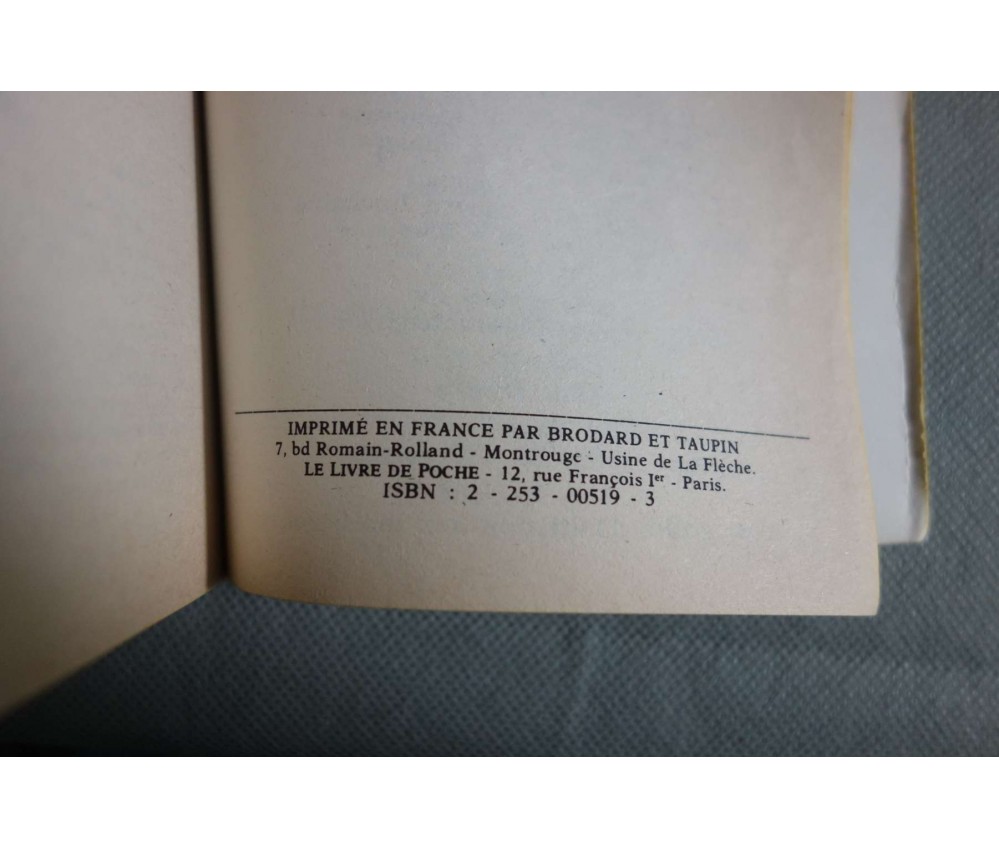 IMPRIMÉ EN FRANCE PAR BRODARD ET TAUPIN
7, bd Romain-Rolland - Montrouge - Usine de La Flèche.
LE LIVRE DE POCHE - 12, rue François Ier - Paris.
ISBN : 2 - 253 - 00519 - 3